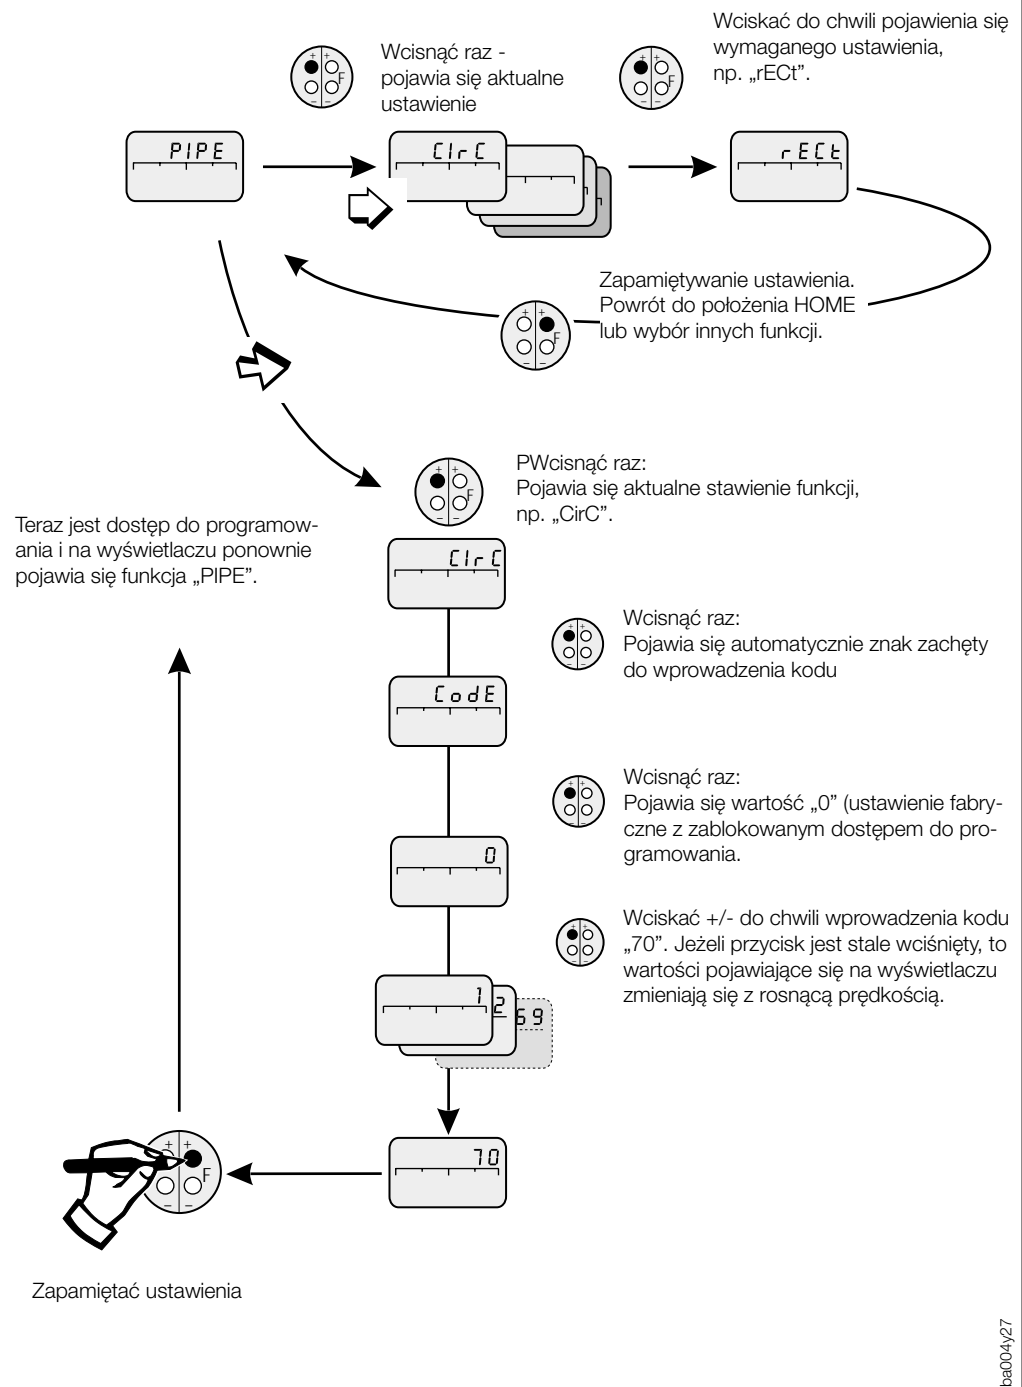 Wciskać do chwili pojawienia się
wymaganego ustawienia,
np. „rECt”.
Wcisnąć raz -
pojawia się aktualne
ustawienie
+ +
F
– –
+ +
F
– –
PIPE
CIrC
rECt
Zapamiętywanie ustawienia.
Powrót do położenia HOME
lub wybór innych funkcji.
+ +
F
– –
PWcisnąć raz:
Pojawia się aktualne stawienie funkcji,
np. „CirC”.
+ +
F
– –
Teraz jest dostęp do programow-
ania i na wyświetlaczu ponownie
pojawia się funkcja „PIPE”.
CIrC
Wcisnąć raz:
Pojawia się automatycznie znak zachęty
do wprowadzenia kodu
+ +
– –
CodE
Wcisnąć raz:
Pojawia się wartość „0” (ustawienie fabry-
czne z zablokowanym dostępem do pro-
gramowania.
+ +
– –
0
Wciskać +/- do chwili wprowadzenia kodu
„70”. Jeżeli przycisk jest stale wciśnięty, to
wartości pojawiające się na wyświetlaczu
zmieniają się z rosnącą prędkością.
+ +
– –
1
2
69
70
+ +
F
– –
Zapamiętać ustawienia
ba004y27